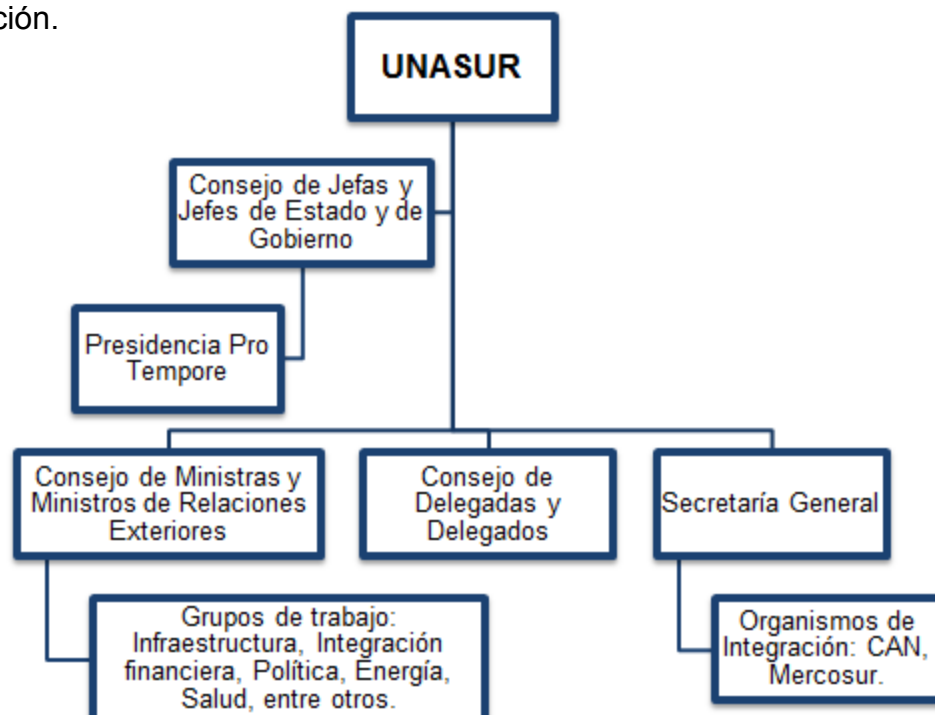 ción.
UNASUR
Consejo de Jefas y
Jefes de Estado y de
Gobierno
Presidencia Pro
Tempore
Consejo de Ministras y
Ministros de Relaciones
Exteriores
Consejo de
Delegadas y
Delegados
Secretaría General
Grupos de trabajo:
Infraestructura, Integración
financiera, Política, Energía,
Salud, entre otros.
Organismos de
Integración: CAN,
Mercosur.